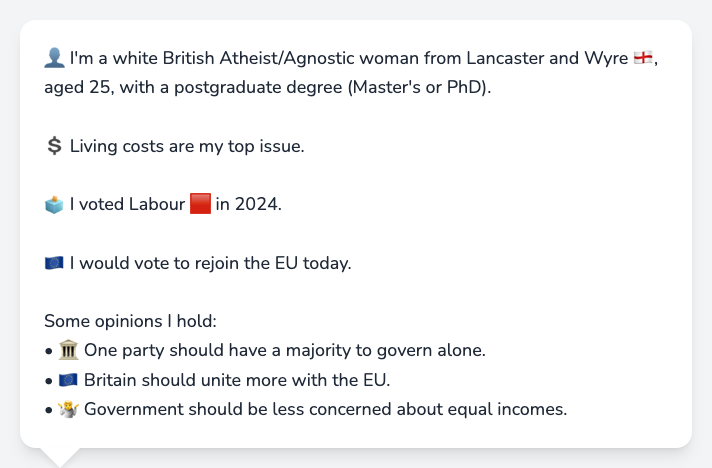 👤 I'm a white British Atheist/Agnostic woman from Lancaster and Wyre 🏴󠁧󠁢󠁥󠁮󠁧󠁿,
aged 25, with a postgraduate degree (Master's or PhD).
💲 Living costs are my top issue.
🗳️ I voted Labour 🟥 in 2024.
🇪🇺 I would vote to rejoin the EU today.
Some opinions I hold:
• 🏛️ One party should have a majority to govern alone.
• 🇪🇺 Britain should unite more with the EU.
• 🤷 Government should be less concerned about equal incomes.